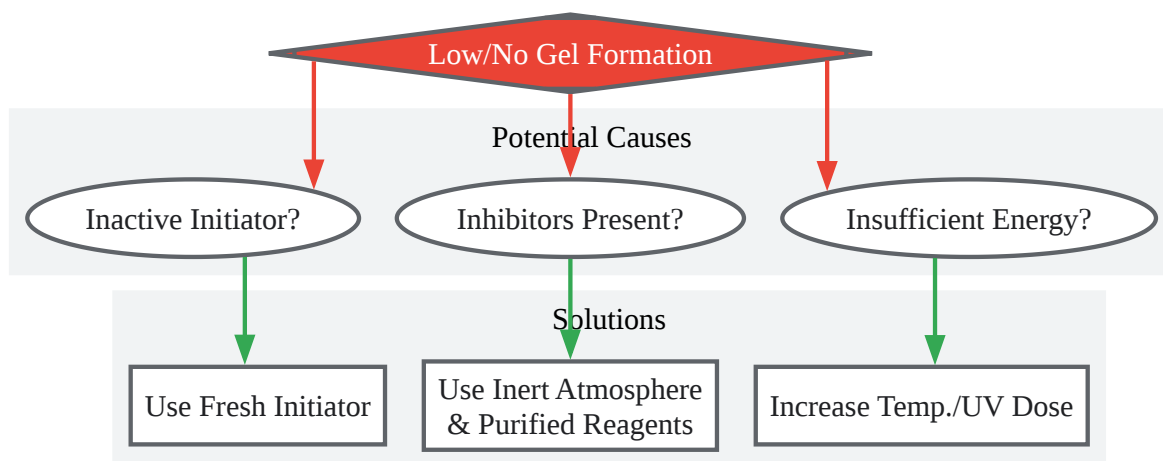 Low/No Gel Formation
Potential Causes
Inactive Initiator?
Inhibitors Present?
Insufficient Energy?
Solutions
Use Fresh Initiator
Use Inert Atmosphere
& Purified Reagents
Increase Temp./UV Dose